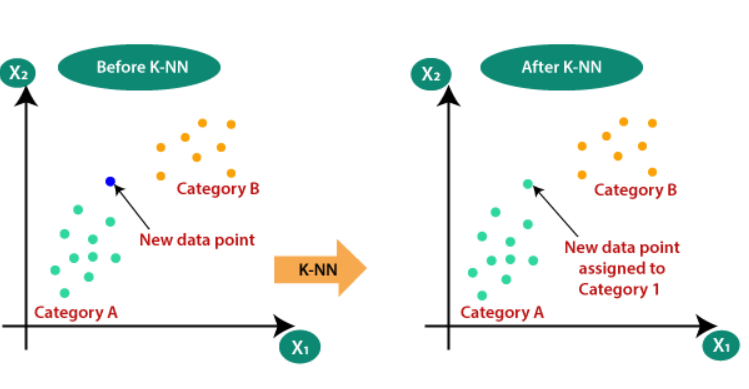 Before K-NN
X₂
Category B
New data point
Category A
X₁
K-NN
After K-NN
X₂
Category B
New data point
assigned to
Category 1
Category A
X₁